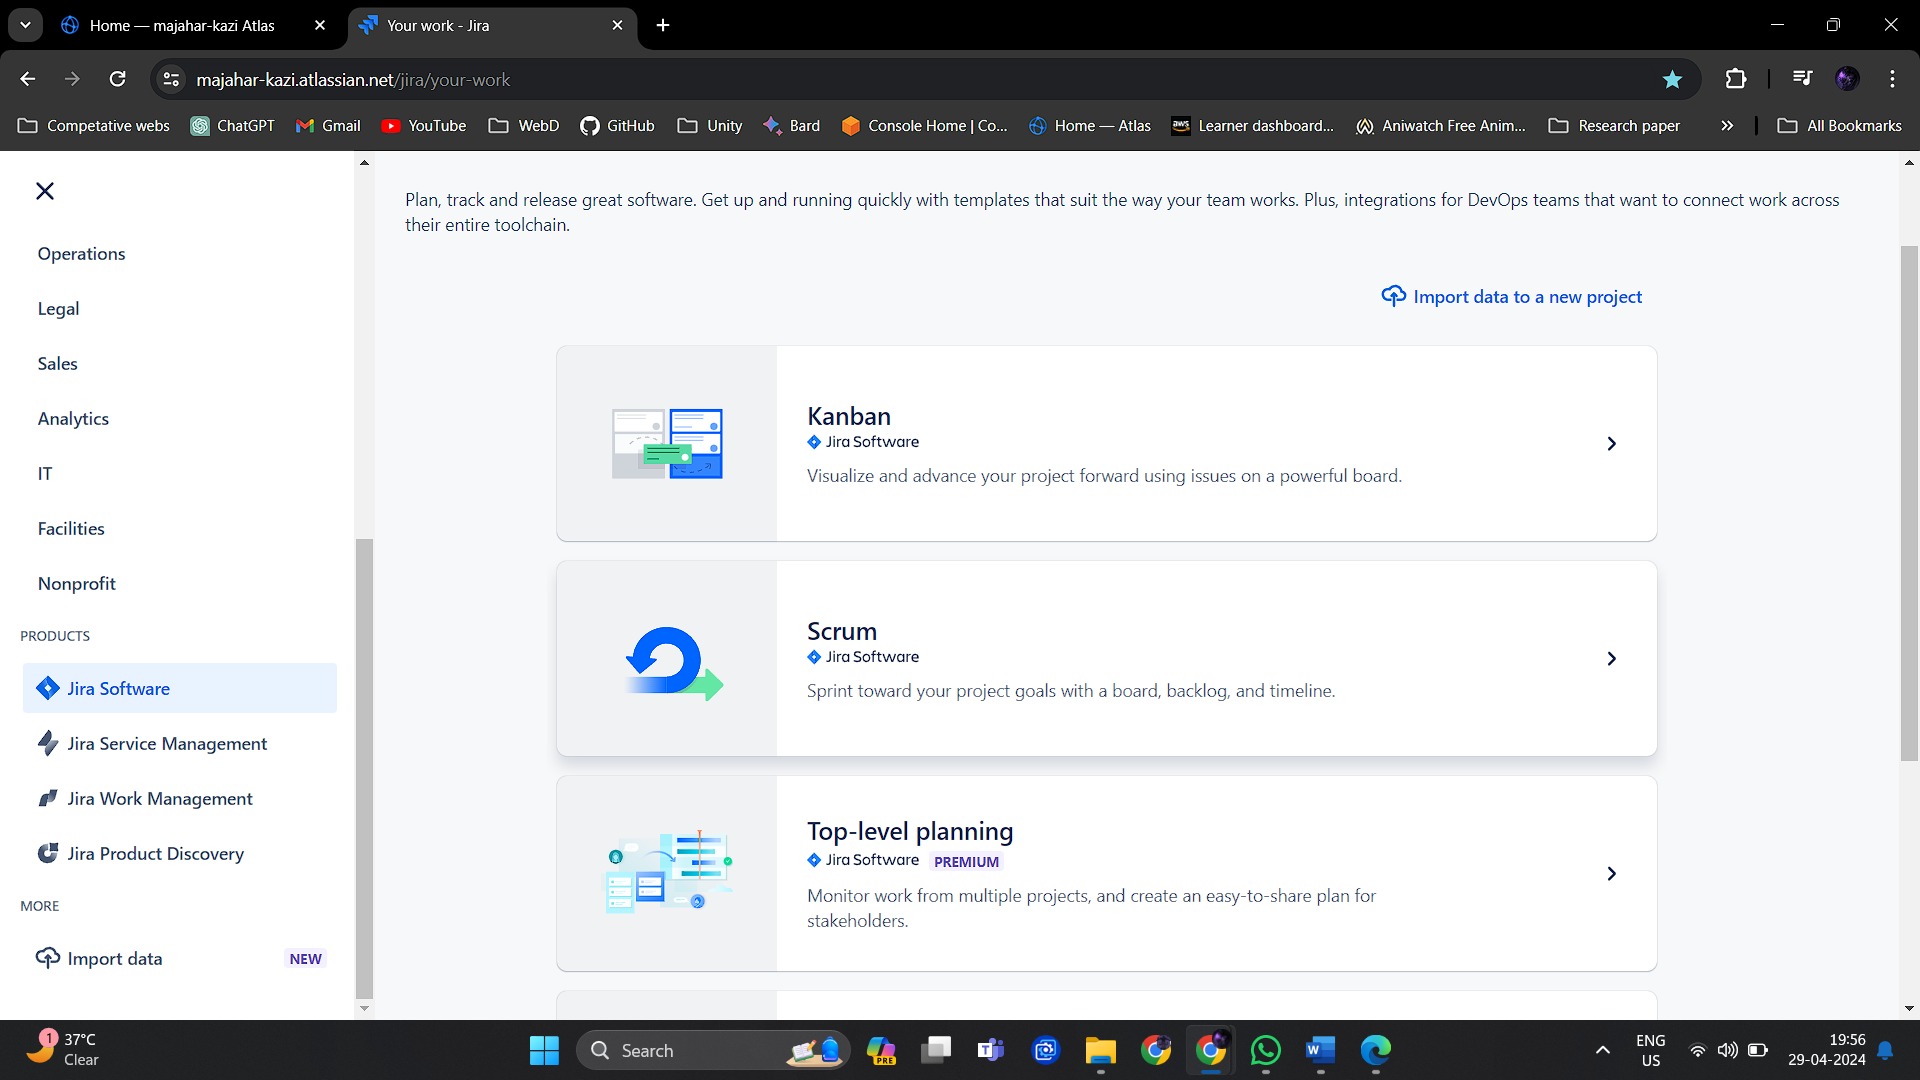 Home — majahar-kazi Atlas
Your work - Jira
majahar-kazi.atlassian.net/jira/your-work
Competative webs
ChatGPT
Gmail
YouTube
WebD
GitHub
Unity
Bard
Console Home | Co...
Home — Atlas
aws
Learner dashboard...
Aniwatch Free Anim...
Research paper
All Bookmarks
Operations
Legal
Sales
Analytics
IT
Facilities
Nonprofit
PRODUCTS
Jira Software
Jira Service Management
Jira Work Management
Jira Product Discovery
MORE
Import data
NEW
Plan, track and release great software. Get up and running quickly with templates that suit the way your team works. Plus, integrations for DevOps teams that want to connect work across
their entire toolchain.
Import data to a new project
Kanban
Jira Software
Visualize and advance your project forward using issues on a powerful board.
Scrum
Jira Software
Sprint toward your project goals with a board, backlog, and timeline.
Top-level planning
Jira Software PREMIUM
Monitor work from multiple projects, and create an easy-to-share plan for
stakeholders.
1
37°C
Clear
Search
PRE
ENG
US
19:56
29-04-2024